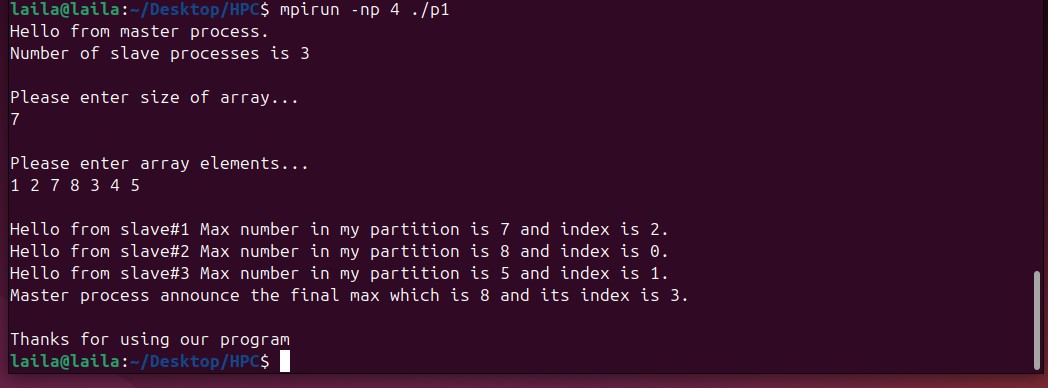 laila@laila:~/Desktop/HPC$ mpirun -np 4 ./p1
Hello from master process.
Number of slave processes is 3
Please enter size of array...
7
Please enter array elements...
1 2 7 8 3 4 5
Hello from slave#1 Max number in my partition is 7 and index is 2.
Hello from slave#2 Max number in my partition is 8 and index is 0.
Hello from slave#3 Max number in my partition is 5 and index is 1.
Master process announce the final max which is 8 and its index is 3.
Thanks for using our program
laila@laila:~/Desktop/HPC$